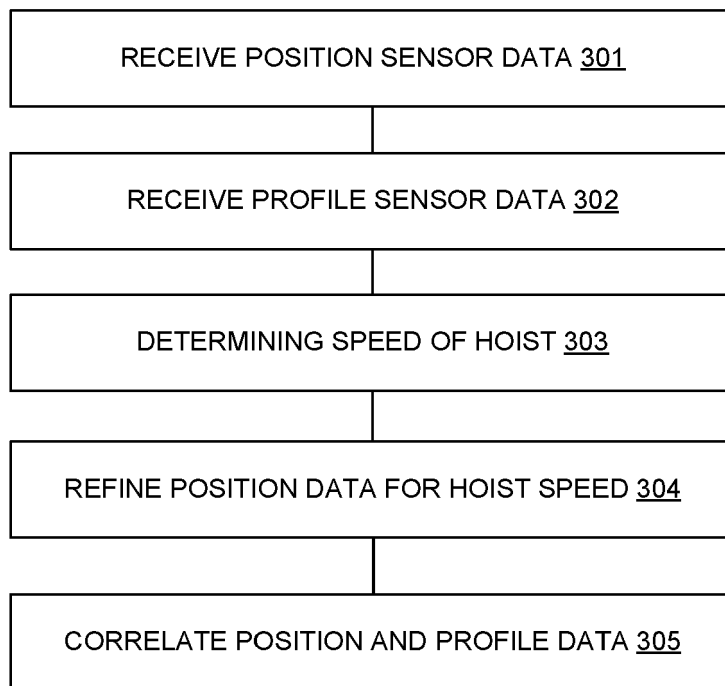 RECEIVE POSITION SENSOR DATA 301
RECEIVE PROFILE SENSOR DATA 302
DETERMINING SPEED OF HOIST 303
REFINE POSITION DATA FOR HOIST SPEED 304
CORRELATE POSITION AND PROFILE DATA 305